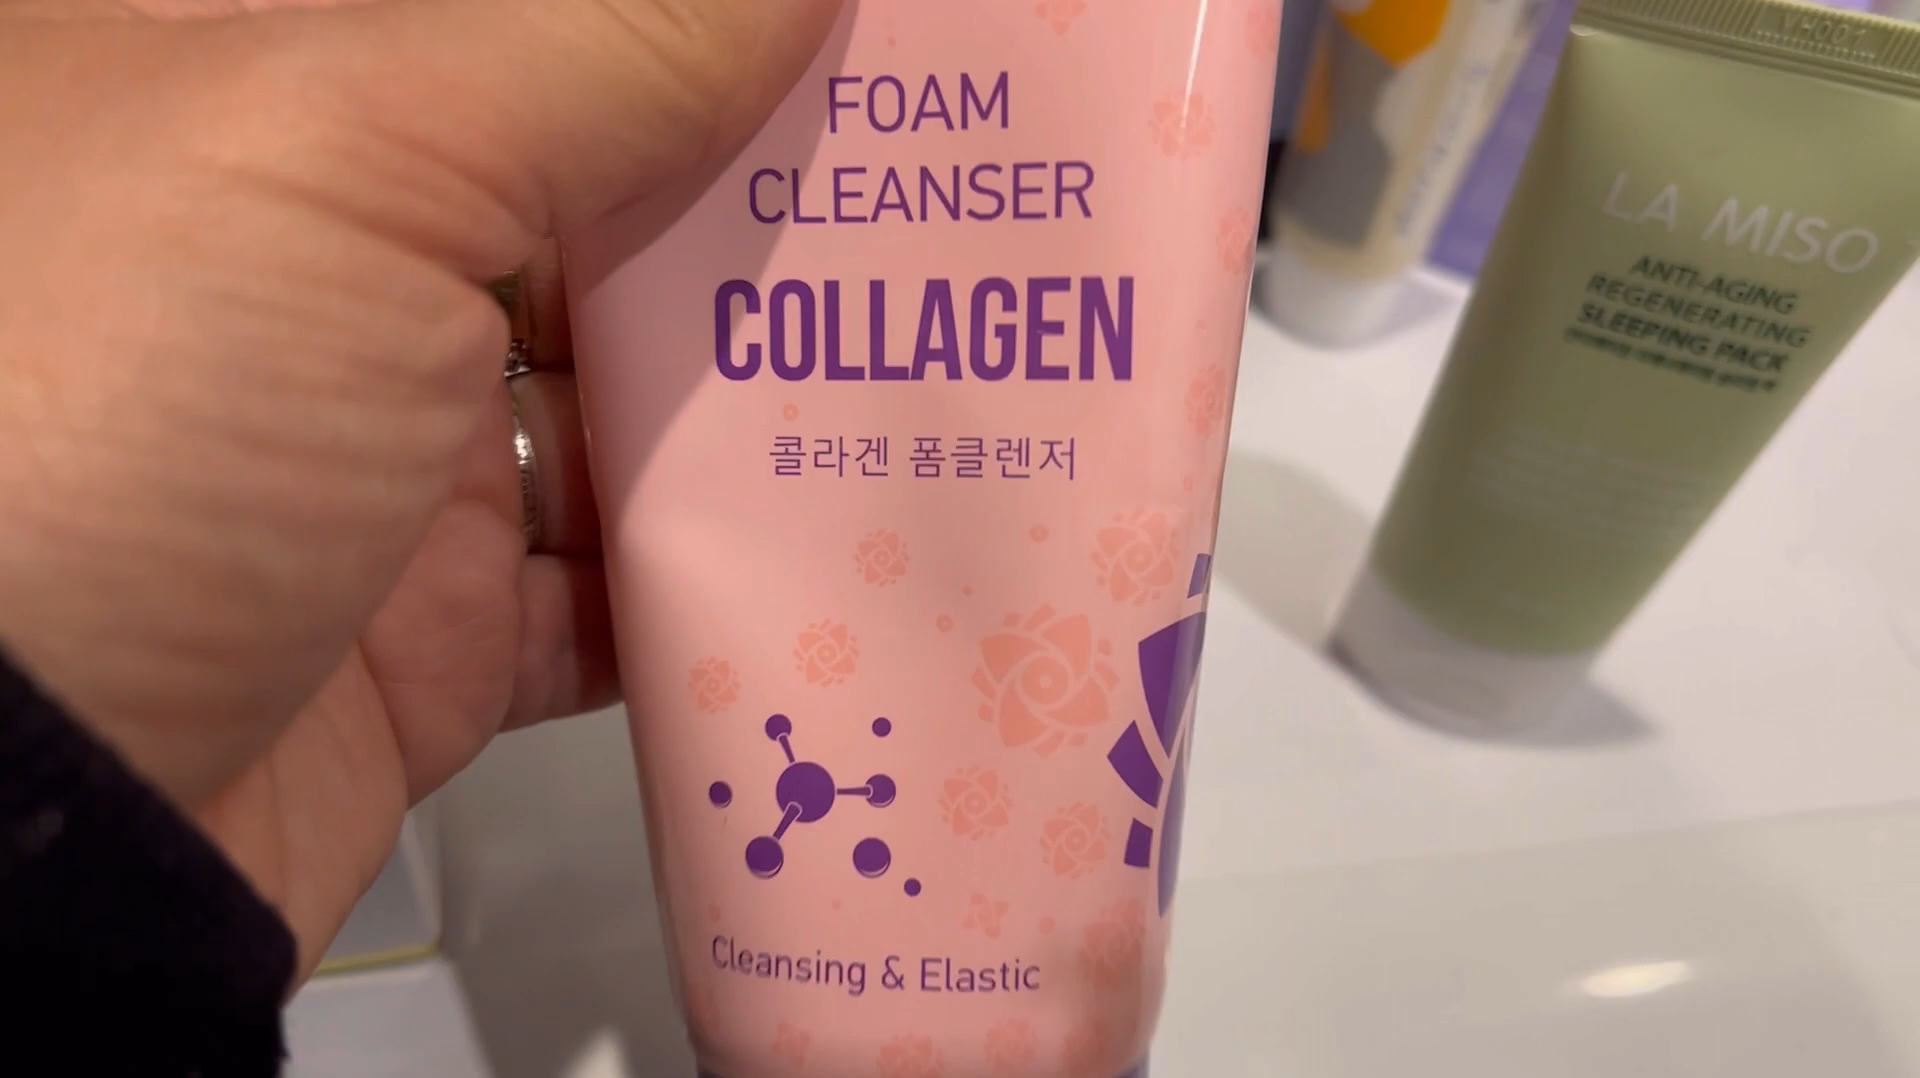 FOAM
CLEANSER
COLLAGEN
콜라겐 폼클렌저
Cleansing & Elastic
LA MISO
ANTI-AGING
REGENERATING
SLEEPING PACK